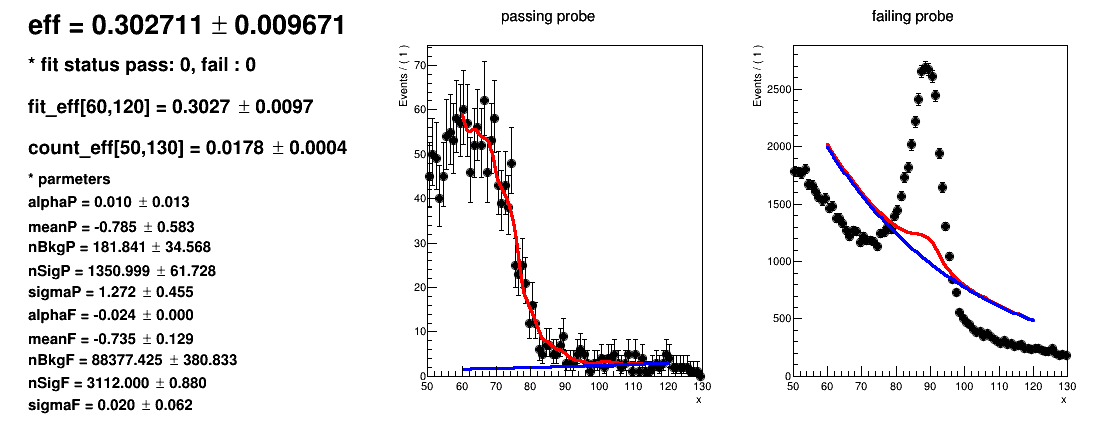 eff = 0.302711 ± 0.009671
* fit status pass: 0, fail : 0
fit_eff[60,120] = 0.3027 ± 0.0097
count_eff[50,130] = 0.0178 ± 0.0004
* parmeters
alphaP = 0.010 ± 0.013
meanP = -0.785 ± 0.583
nBkgP = 181.841 ± 34.568
nSigP = 1350.999 ± 61.728
sigmaP = 1.272 ± 0.455
alphaF = -0.024 ± 0.000
meanF = -0.735 ± 0.129
nBkgF = 88377.425 ± 380.833
nSigF = 3112.000 ± 0.880
sigmaF = 0.020 ± 0.062
passing probe
Events / ( 1 )
70
60
50
40
30
20
10
0
50 60 70 80 90 100 110 120 130
x
failing probe
Events / ( 1 )
2500
2000
1500
1000
500
0
50 60 70 80 90 100 110 120 130
x